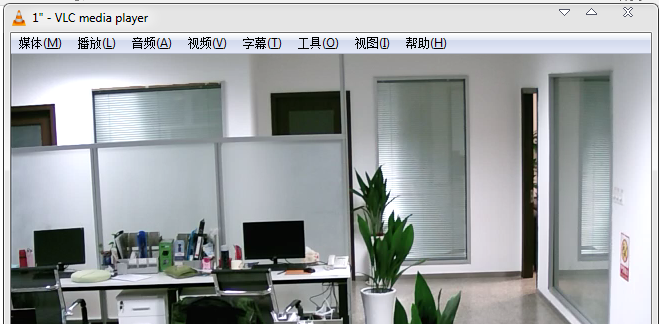 1" - VLC media player
媒体(M) 播放(L) 音频(A) 视频(V) 字幕(T) 工具(O) 视图(I) 帮助(H)